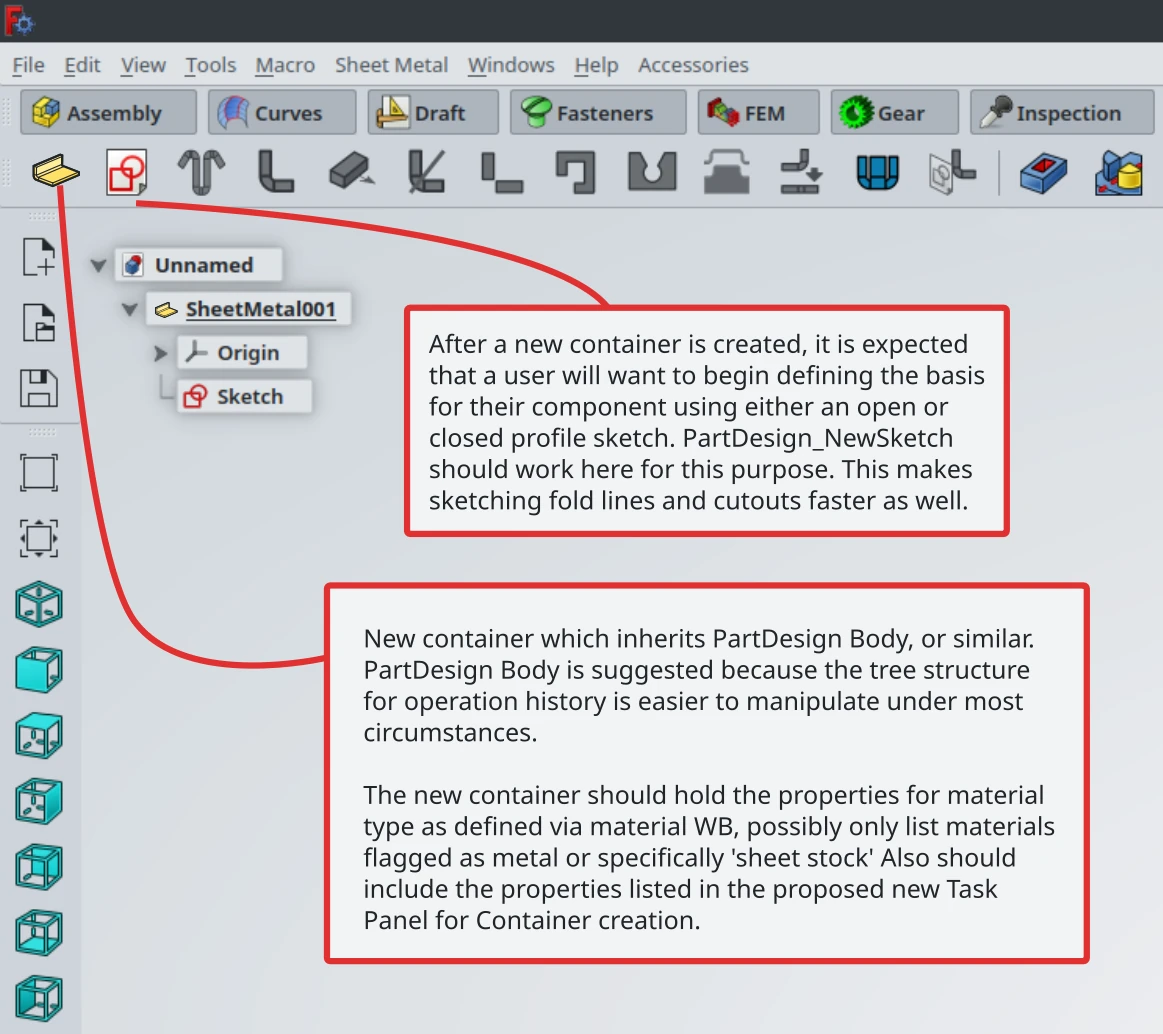 File Edit View Tools Macro Sheet Metal Windows Help Accessories
Assembly Curves Draft Fasteners FEM Gear Inspection
Unnamed
SheetMetal001
Origin
Sketch
After a new container is created, it is expected
that a user will want to begin defining the basis
for their component using either an open or
closed profile sketch. PartDesign_NewSketch
should work here for this purpose. This makes
sketching fold lines and cutouts faster as well.
New container which inherits PartDesign Body, or similar.
PartDesign Body is suggested because the tree structure
for operation history is easier to manipulate under most
circumstances.
The new container should hold the properties for material
type as defined via material WB, possibly only list materials
flagged as metal or specifically 'sheet stock' Also should
include the properties listed in the proposed new Task
Panel for Container creation.